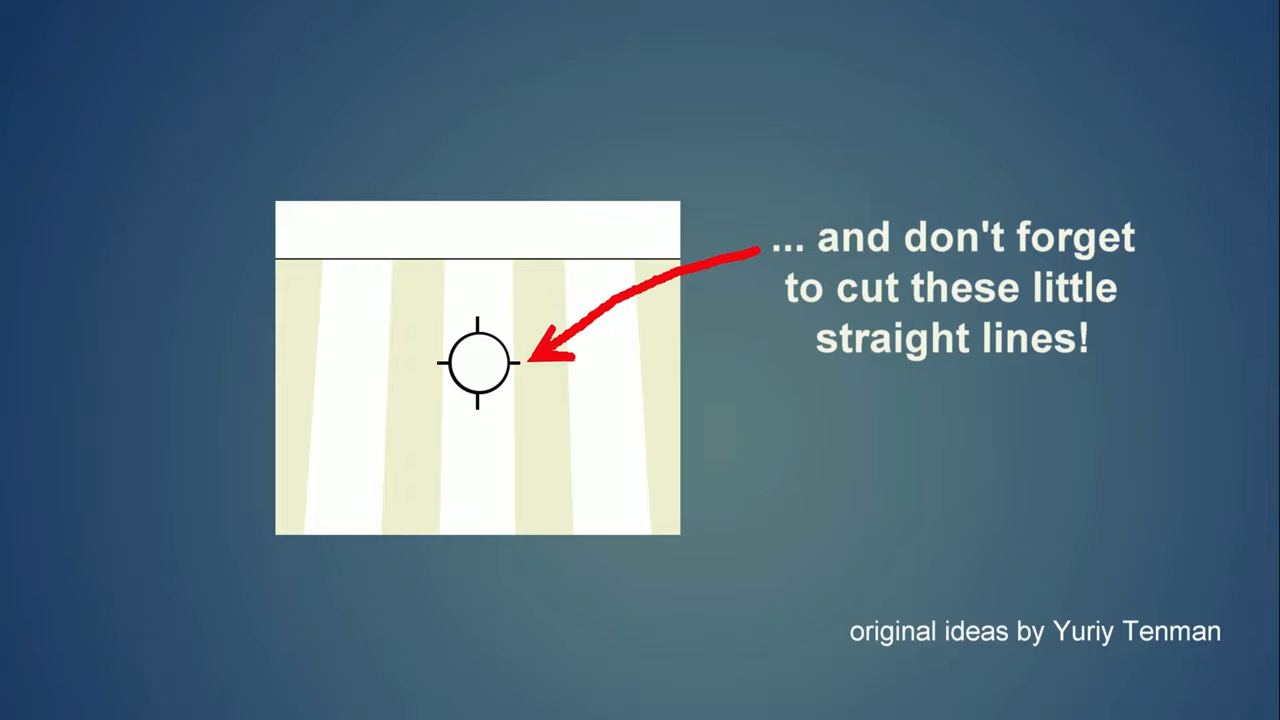 ... and don't forget
to cut these little
straight lines!
original ideas by Yuriy Tenman